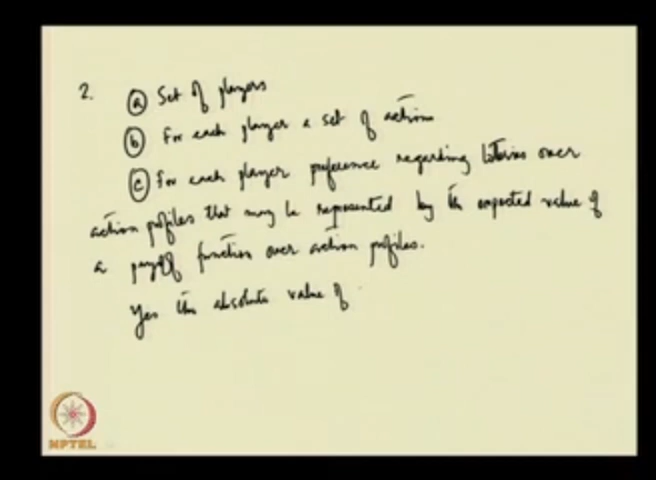 2. (a) Set of players
(b) For each player a set of actions
(c) For each player preference regarding lotteries over
action profiles that may be represented by the expected value of
a payoff function over action profiles.
Yes the absolute value of
NPTEL